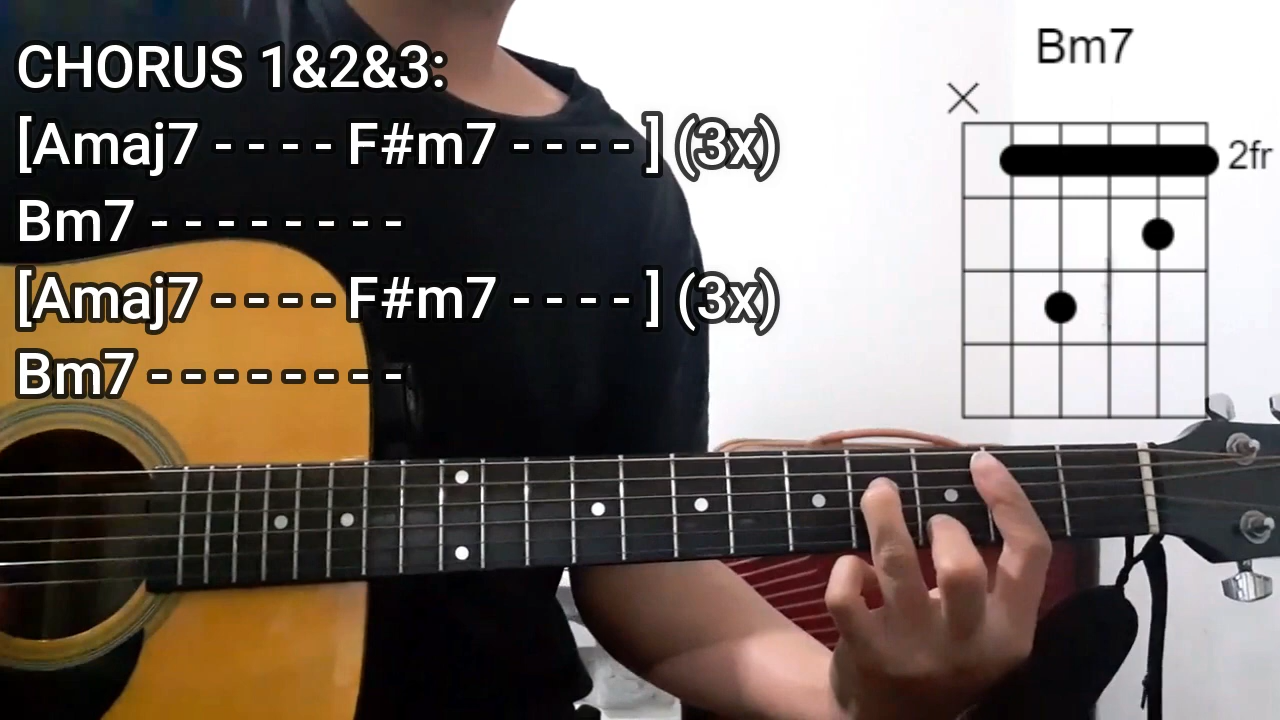 CHORUS 1&2&3:
[Amaj7 - - - - F#m7 - - - - ] (3x)
Bm7 - - - - - - - -
[Amaj7 - - - - F#m7 - - - - ] (3x)
Bm7 - - - - - - - -
Bm7
X
2fr